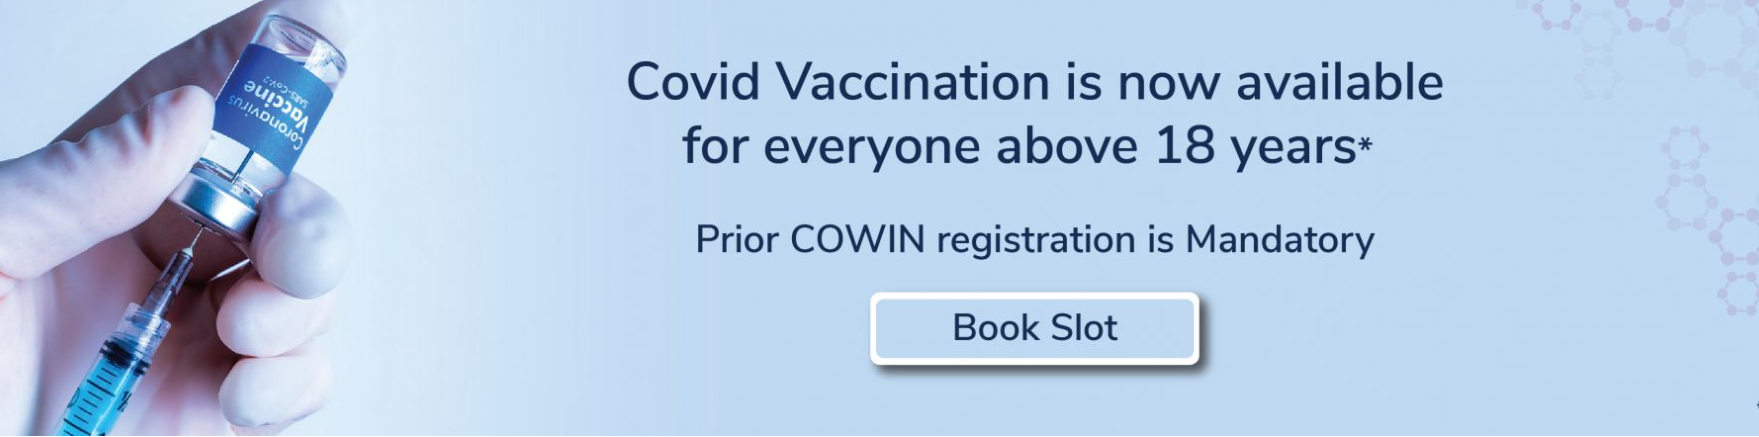 Coronavirus
Vaccine
SARS-CoV-2
Covid Vaccination is now available
for everyone above 18 years*
Prior COWIN registration is Mandatory
Book Slot